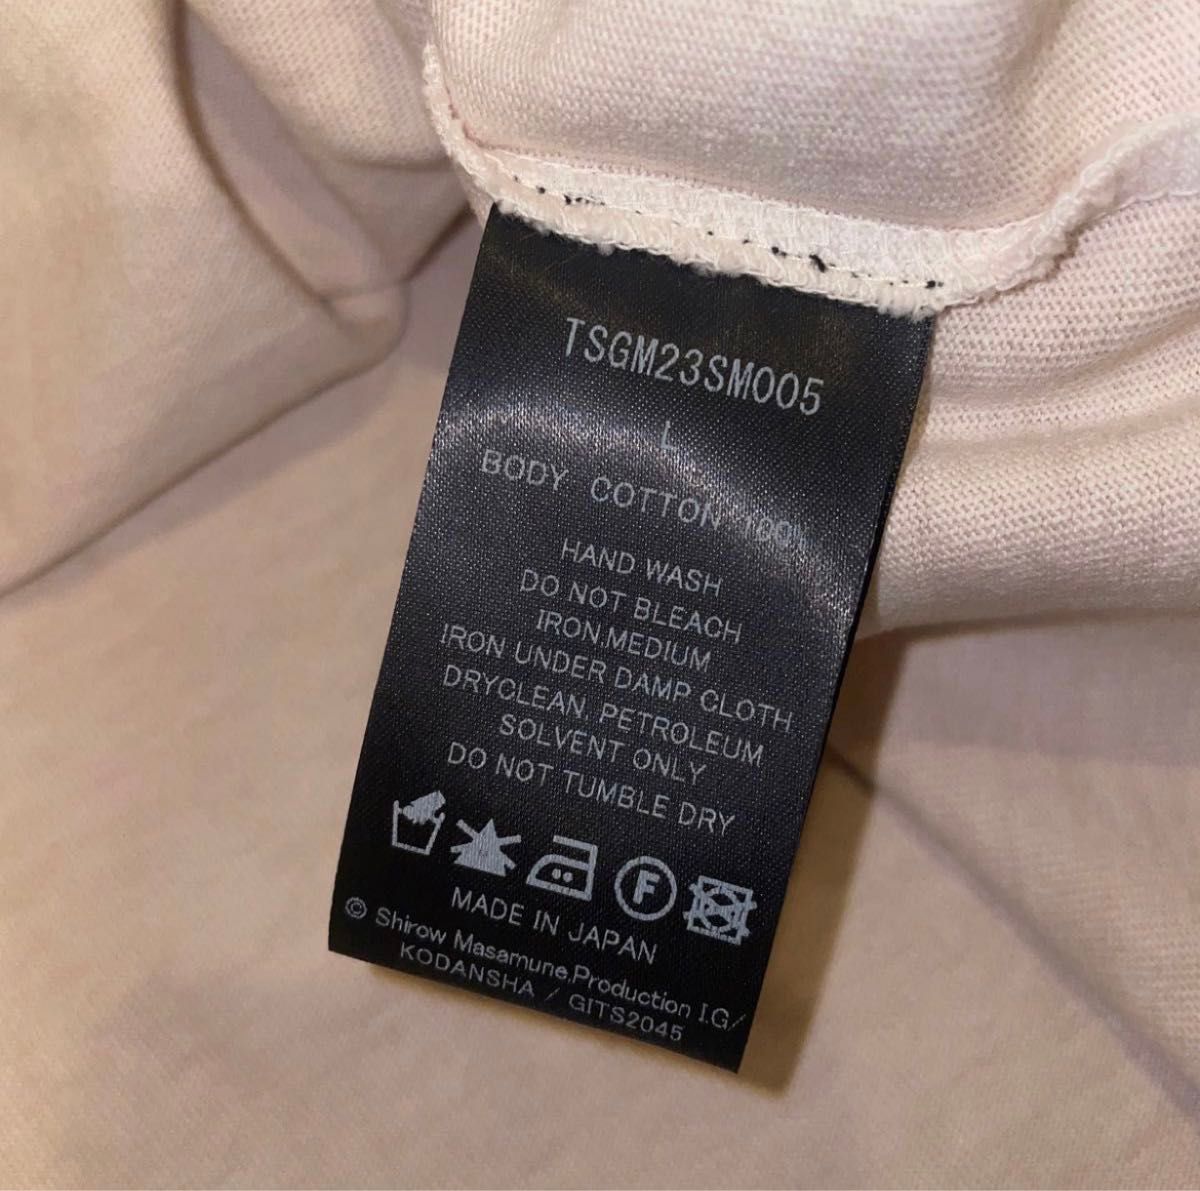 TSGM23SM005
L
BODY COTTON 100%
HAND WASH
DO NOT BLEACH
IRON,MEDIUM
IRON UNDER DAMP CLOTH
DRYCLEAN, PETROLEUM
SOLVENT ONLY
DO NOT TUMBLE DRY
F
MADE IN JAPAN
© Shirow Masamune,Production I.G/
KODANSHA / GITS2045